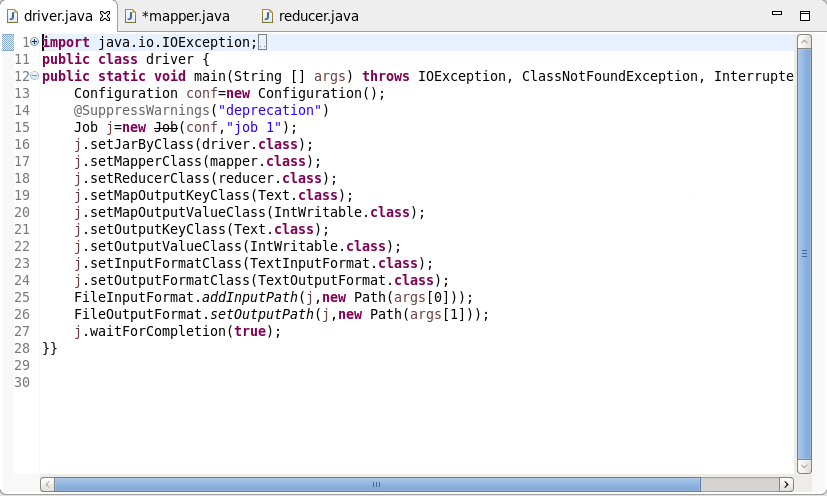 driver.java *mapper.java reducer.java
1 import java.io.IOException;
11 public class driver {
12 public static void main(String [] args) throws IOException, ClassNotFoundException, Interrupte
13     Configuration conf=new Configuration();
14     @SuppressWarnings("deprecation")
15     Job j=new Job(conf,"job 1");
16     j.setJarByClass(driver.class);
17     j.setMapperClass(mapper.class);
18     j.setReducerClass(reducer.class);
19     j.setMapOutputKeyClass(Text.class);
20     j.setMapOutputValueClass(IntWritable.class);
21     j.setOutputKeyClass(Text.class);
22     j.setOutputValueClass(IntWritable.class);
23     j.setInputFormatClass(TextInputFormat.class);
24     j.setOutputFormatClass(TextOutputFormat.class);
25     FileInputFormat.addInputPath(j,new Path(args[0]));
26     FileOutputFormat.setOutputPath(j,new Path(args[1]));
27     j.waitForCompletion(true);
28 }}
29
30